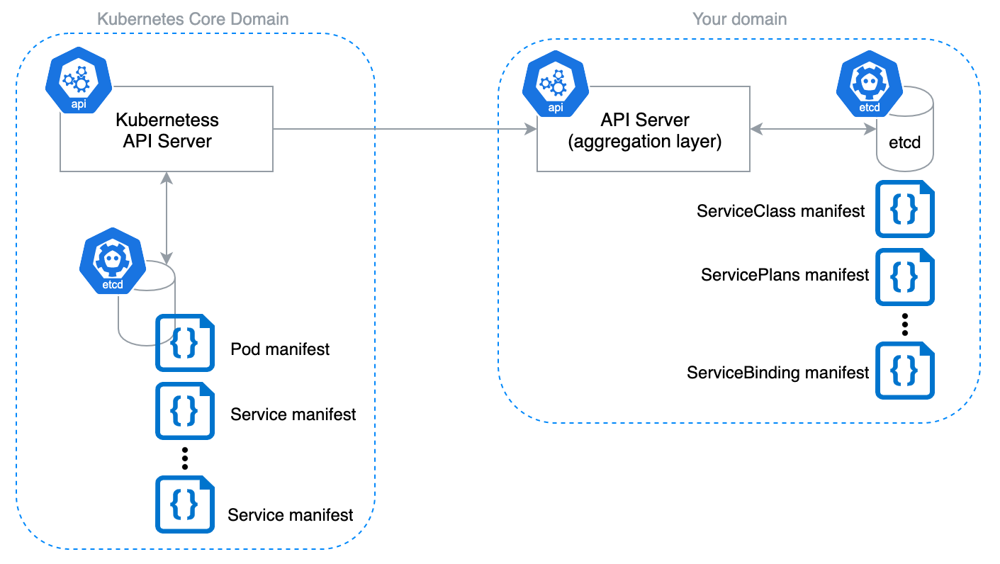 Kubernetes Core Domain
api
Kubernetess
API Server
etcd
Pod manifest
Service manifest
Service manifest
Your domain
api
API Server
(aggregation layer)
etcd
etcd
ServiceClass manifest
ServicePlans manifest
ServiceBinding manifest